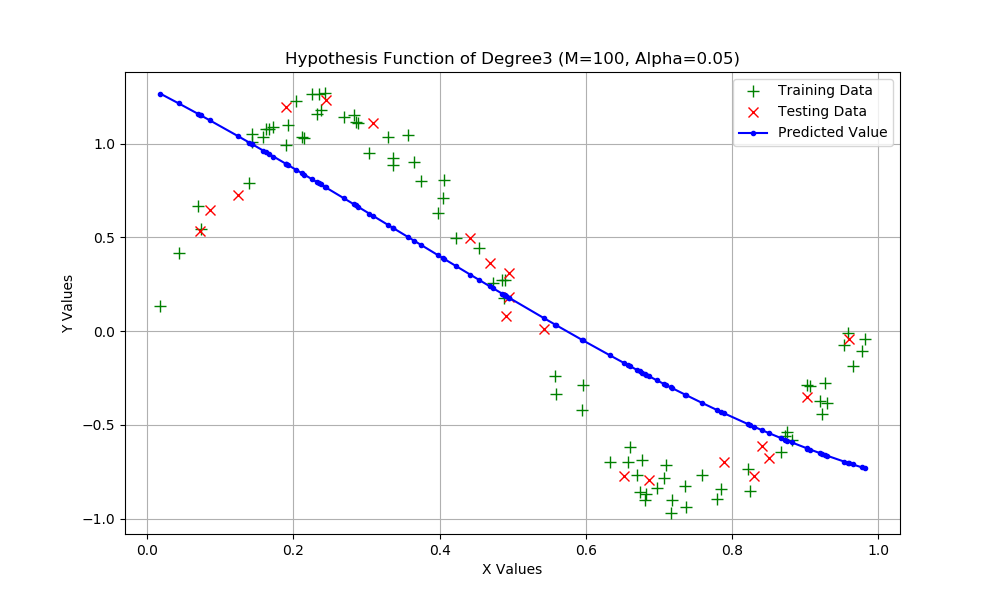 Hypothesis Function of Degree3 (M=100, Alpha=0.05)
Training Data
Testing Data
Predicted Value
Y Values
1.0
0.5
0.0
−0.5
−1.0
0.0 0.2 0.4 0.6 0.8 1.0
X Values